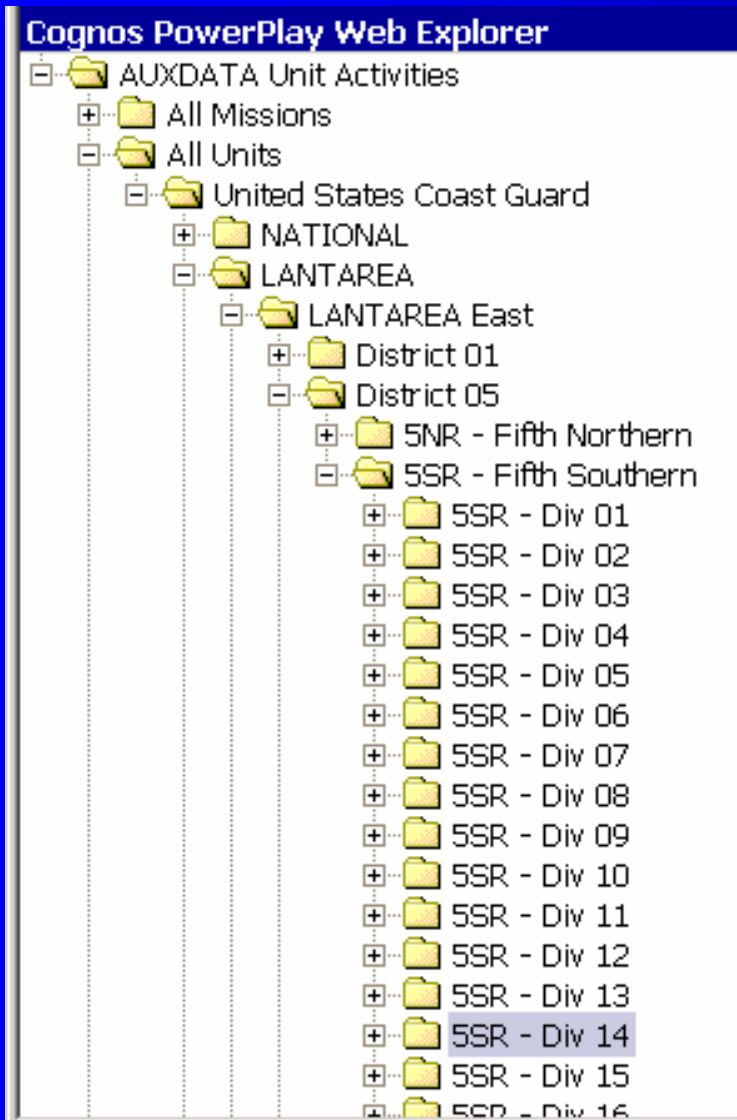 Cognos PowerPlay Web Explorer
AUXDATA Unit Activities
All Missions
All Units
United States Coast Guard
NATIONAL
LANTAREA
LANTAREA East
District 01
District 05
5NR - Fifth Northern
5SR - Fifth Southern
5SR - Div 01
5SR - Div 02
5SR - Div 03
5SR - Div 04
5SR - Div 05
5SR - Div 06
5SR - Div 07
5SR - Div 08
5SR - Div 09
5SR - Div 10
5SR - Div 11
5SR - Div 12
5SR - Div 13
5SR - Div 14
5SR - Div 15
5SR - Div 16